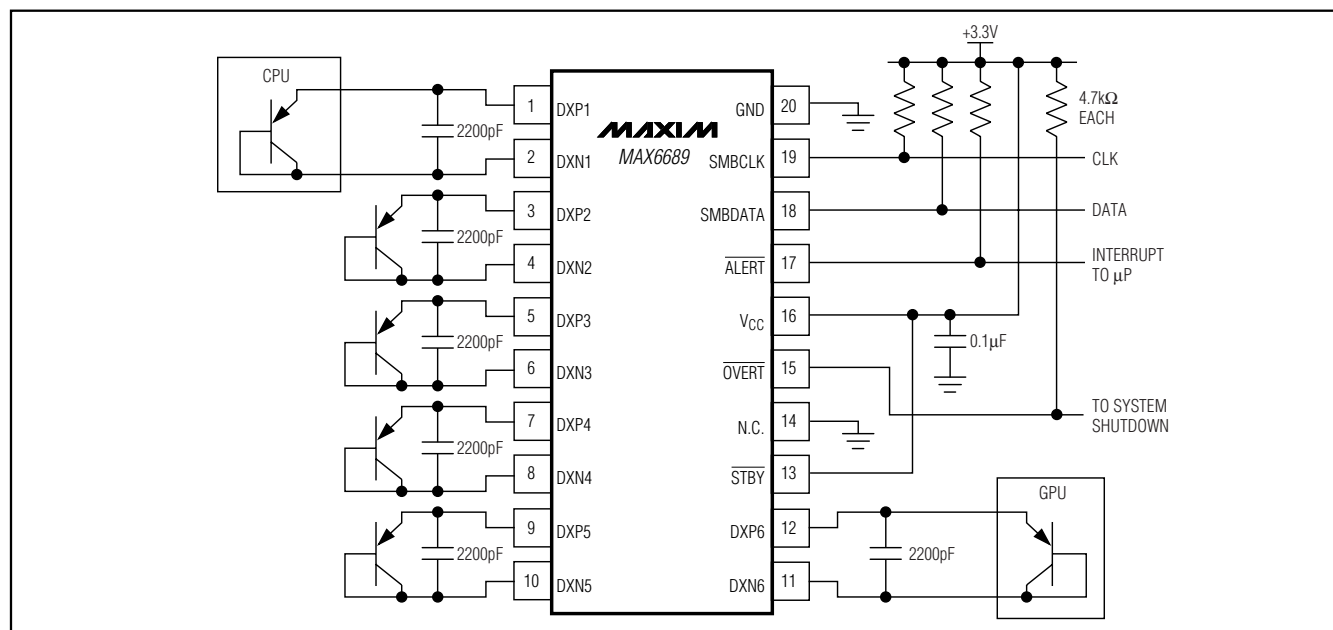 CPU
2200pF
2200pF
2200pF
2200pF
2200pF
1 DXP1
2 DXN1
3 DXP2
4 DXN2
5 DXP3
6 DXN3
7 DXP4
8 DXN4
9 DXP5
10 DXN5
MAXIM
MAX6689
GND 20
SMBCLK 19
SMBDATA 18
ALERT 17
VCC 16
OVERT 15
N.C. 14
STBY 13
DXP6 12
DXN6 11
+3.3V
4.7kΩ
EACH
CLK
DATA
INTERRUPT
TO µP
0.1µF
TO SYSTEM
SHUTDOWN
GPU
2200pF